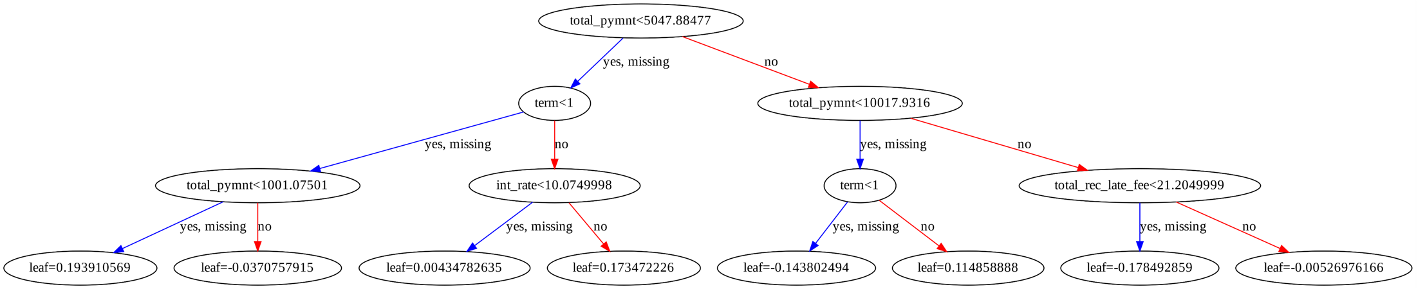 total_pymnt<5047.88477
yes, missing
no
term<1
total_pymnt<10017.9316
yes, missing
no
yes, missing
no
total_pymnt<1001.07501
int_rate<10.0749998
term<1
total_rec_late_fee<21.2049999
yes, missing
no
yes, missing
no
yes, missing
no
yes, missing
no
leaf=0.193910569
leaf=-0.0370757915
leaf=0.00434782635
leaf=0.173472226
leaf=-0.143802494
leaf=0.114858888
leaf=-0.178492859
leaf=-0.00526976166